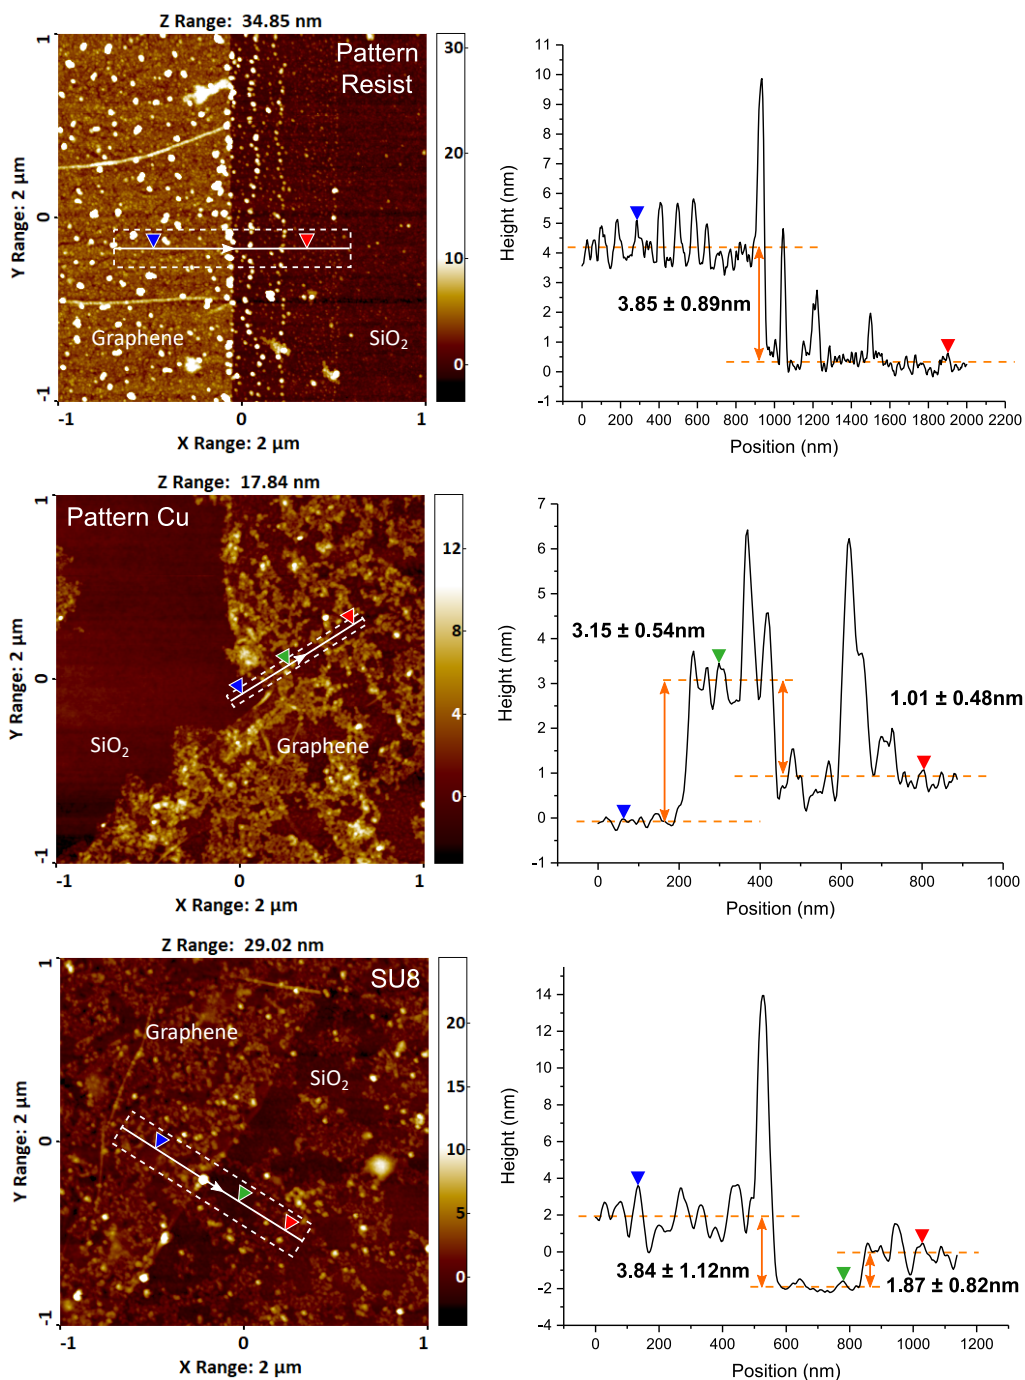 Z Range: 34.85 nm
Pattern
Resist
Graphene
SiO2
1
0
-1
Y Range: 2 µm
-1
0
1
X Range: 2 µm
30
20
10
0
11
10
9
8
7
6
5
4
3
2
1
0
-1
Height (nm)
3.85 ± 0.89nm
0 200 400 600 800 1000 1200 1400 1600 1800 2000 2200
Position (nm)
Z Range: 17.84 nm
Pattern Cu
SiO2
Graphene
1
0
-1
Y Range: 2 µm
-1
0
1
X Range: 2 µm
12
8
4
0
7
6
5
4
3
2
1
0
-1
Height (nm)
3.15 ± 0.54nm
1.01 ± 0.48nm
0 200 400 600 800 1000
Position (nm)
Z Range: 29.02 nm
SU8
Graphene
SiO2
1
0
-1
Y Range: 2 µm
-1
0
1
X Range: 2 µm
20
15
10
5
0
14
12
10
8
6
4
2
0
-2
-4
Height (nm)
3.84 ± 1.12nm
1.87 ± 0.82nm
0 200 400 600 800 1000 1200
Position (nm)